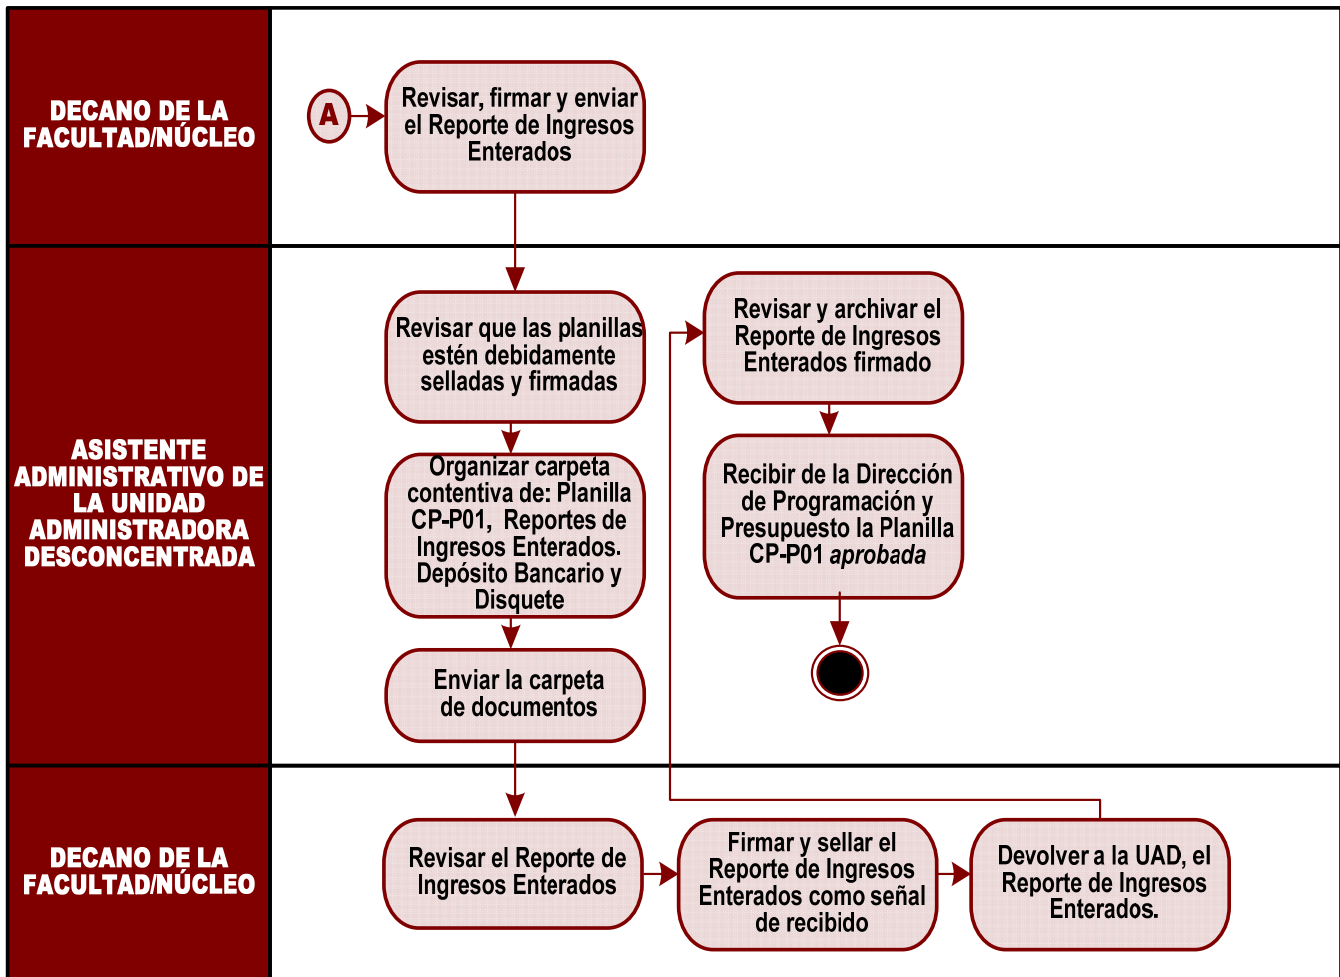 DECANO DE LA
FACULTAD/NÚCLEO
A
Revisar, firmar y enviar
el Reporte de Ingresos
Enterados
ASISTENTE
ADMINISTRATIVO DE
LA UNIDAD
ADMINISTRADORA
DESCONCENTRADA
Revisar que las planillas
estén debidamente
selladas y firmadas
Organizar carpeta
contentiva de: Planilla
CP-P01, Reportes de
Ingresos Enterados.
Depósito Bancario y
Disquete
Enviar la carpeta
de documentos
Revisar y archivar el
Reporte de Ingresos
Enterados firmado
Recibir de la Dirección
de Programación y
Presupuesto la Planilla
CP-P01 aprobada
DECANO DE LA
FACULTAD/NÚCLEO
Revisar el Reporte de
Ingresos Enterados
Firmar y sellar el
Reporte de Ingresos
Enterados como señal
de recibido
Devolver a la UAD, el
Reporte de Ingresos
Enterados.